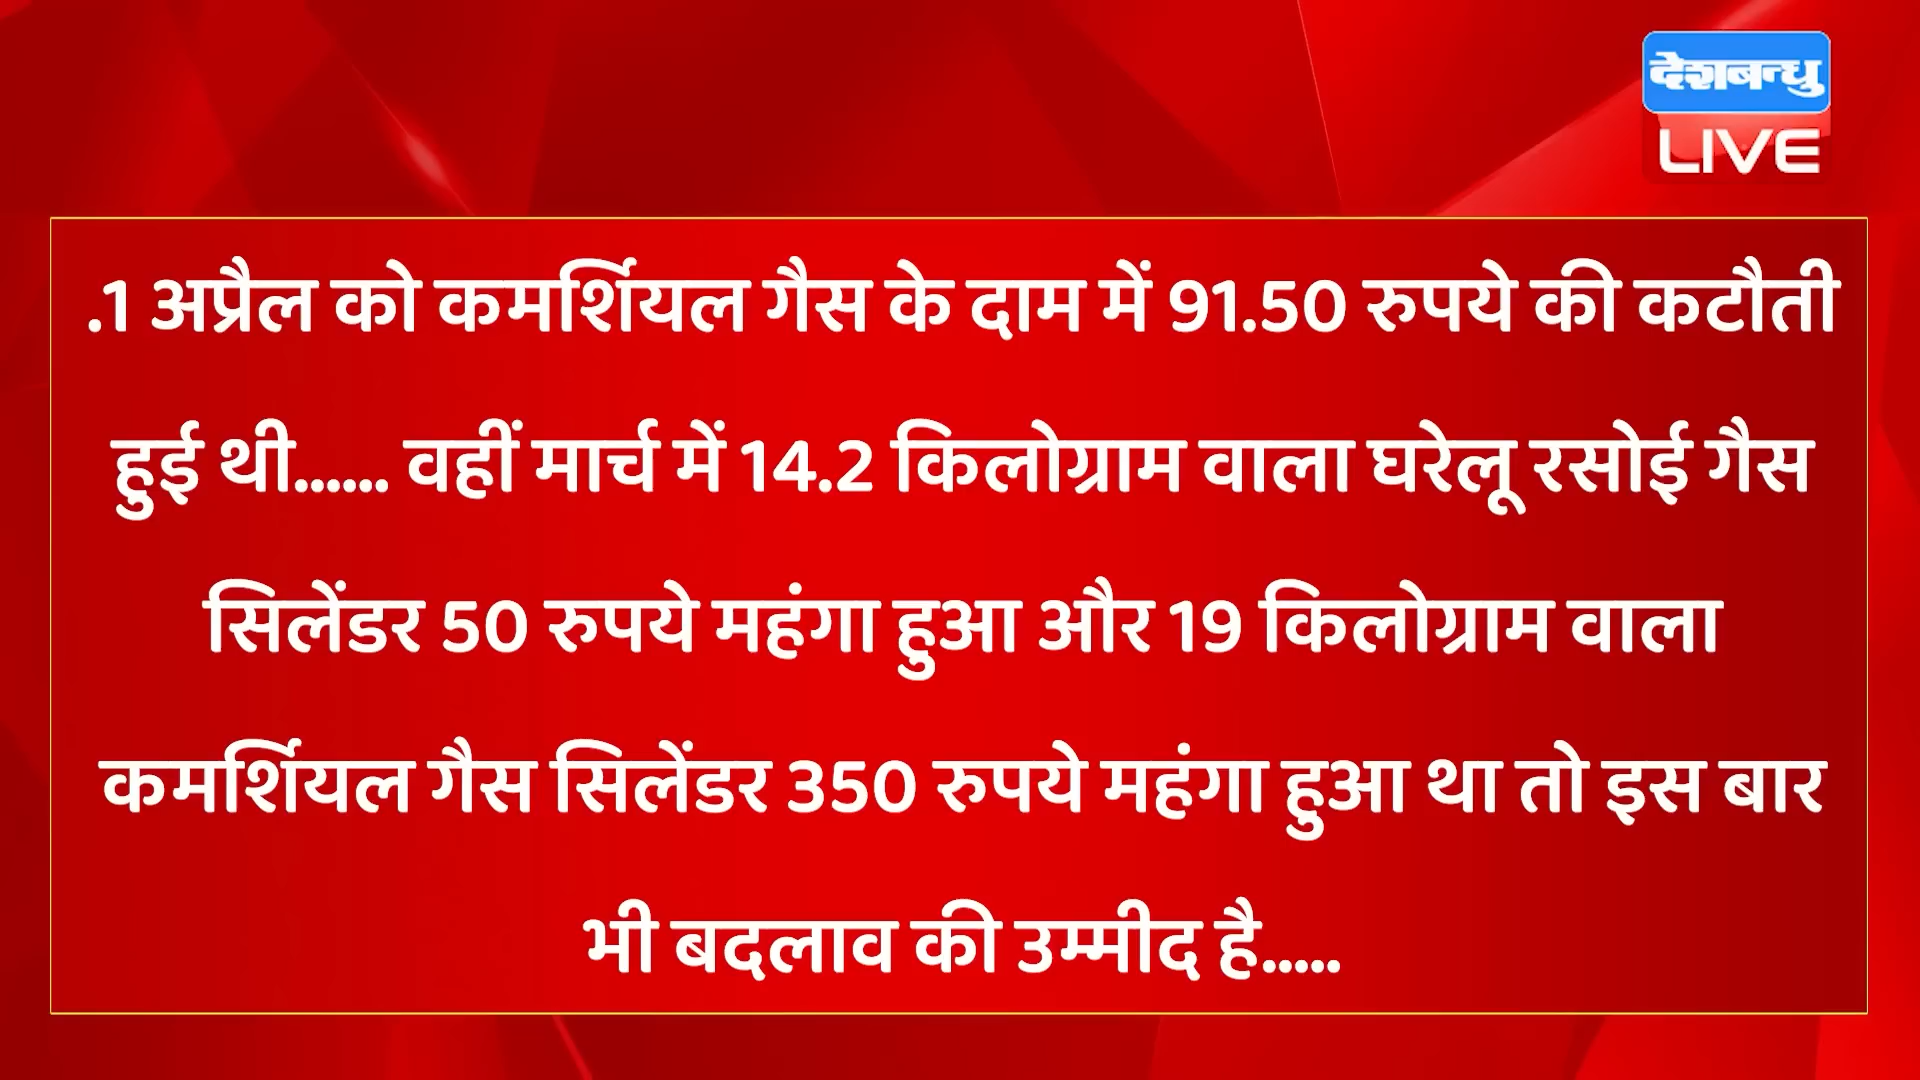 देशबन्धु
LIVE
.1 अप्रैल को कमर्शियल गैस के दाम में 91.50 रुपये की कटौती
हुई थी...... वहीं मार्च में 14.2 किलोग्राम वाला घरेलू रसोई गैस
सिलेंडर 50 रुपये महंगा हुआ और 19 किलोग्राम वाला
कमर्शियल गैस सिलेंडर 350 रुपये महंगा हुआ था तो इस बार
भी बदलाव की उम्मीद है.....